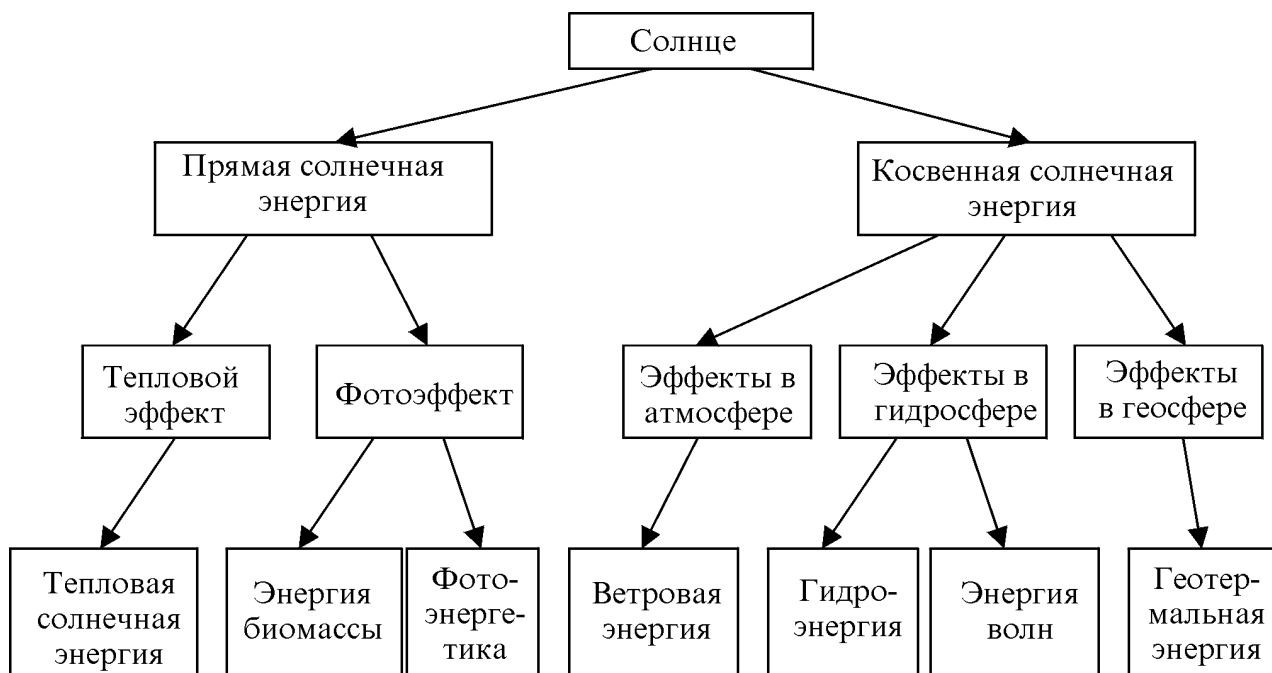 Солнце
Прямая солнечная
энергия
Косвенная солнечная
энергия
Тепловой
эффект
Фотоэффект
Эффекты в
атмосфере
Эффекты в
гидросфере
Эффекты
в геосфере
Тепловая
солнечная
энергия
Энергия
биомассы
Фото-
энерге-
тика
Ветровая
энергия
Гидро-
энергия
Энергия
волн
Геотер-
мальная
энергия